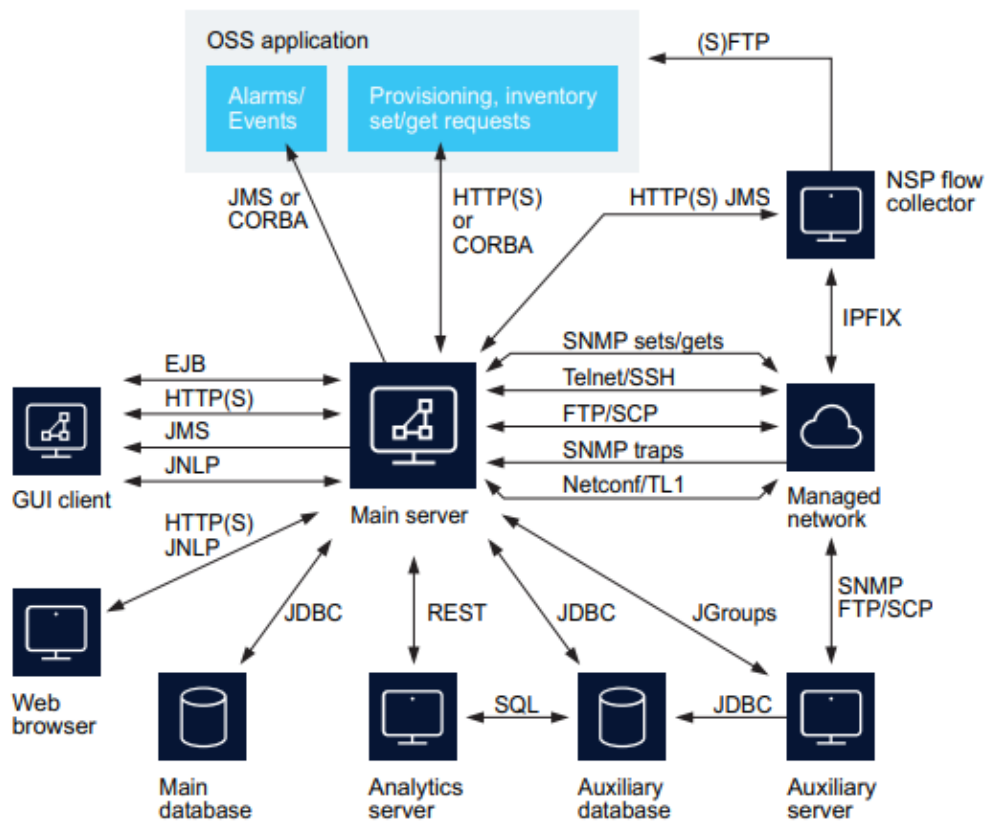 OSS application
(S)FTP
Alarms/
Events
Provisioning, inventory
set/get requests
NSP flow
collector
JMS or
CORBA
HTTP(S)
or
CORBA
HTTP(S) JMS
IPFIX
EJB
HTTP(S)
JMS
JNLP
GUI client
SNMP sets/gets
Telnet/SSH
FTP/SCP
SNMP traps
Netconf/TL1
Main server
Managed
network
HTTP(S)
JNLP
JDBC
REST
JDBC
JGroups
SNMP
FTP/SCP
Web
browser
SQL
JDBC
Main
database
Analytics
server
Auxiliary
database
Auxiliary
server